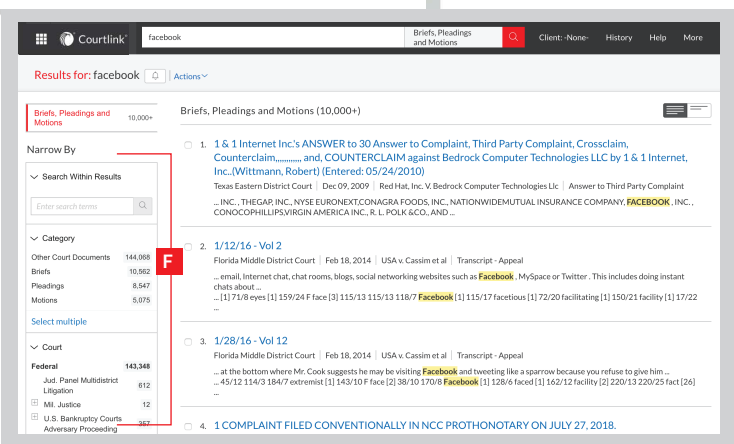 Courtlink
facebook
Briefs, Pleadings and Motions
Client: -None-
History
Help
More
Results for: facebook
Actions
Briefs, Pleadings and Motions
10,000+
Narrow By
Search Within Results
Enter search terms
Category
Other Court Documents 144,068
Briefs 10,562
Pleadings 8,547
Motions 5,075
Select multiple
Court
Federal 143,348
Jud. Panel Multidistrict Litigation 612
Mil. Justice 12
U.S. Bankruptcy Courts Adversary Proceeding 357
F
Briefs, Pleadings and Motions (10,000+)
1. 1 & 1 Internet Inc.'s ANSWER to 30 Answer to Complaint, Third Party Complaint, Crossclaim,
Counterclaim,,,,,,,,,,,, and, COUNTERCLAIM against Bedrock Computer Technologies LLC by 1 & 1 Internet,
Inc..(Wittmann, Robert) (Entered: 05/24/2010)
Texas Eastern District Court | Dec 09, 2009 | Red Hat, Inc. V. Bedrock Computer Technologies Llc | Answer to Third Party Complaint
... INC. , THEGAP, INC., NYSE EURONEXT,CONAGRA FOODS, INC., NATIONWIDEMUTUAL INSURANCE COMPANY, FACEBOOK , INC. ,
CONOCOPHILLIPS,VIRGIN AMERICA INC., R. L. POLK &CO., AND ...
2. 1/12/16 - Vol 2
Florida Middle District Court | Feb 18, 2014 | USA v. Cassim et al | Transcript - Appeal
... email, Internet chat, chat rooms, blogs, social networking websites such as Facebook , MySpace or Twitter . This includes doing instant
chats about ...
... [1] 71/8 eyes [1] 159/24 F face [3] 115/13 115/13 118/7 Facebook [1] 115/17 facetious [1] 72/20 facilitating [1] 150/21 facility [1] 17/22
...
3. 1/28/16 - Vol 12
Florida Middle District Court | Feb 18, 2014 | USA v. Cassim et al | Transcript - Appeal
... at the bottom where Mr. Cook suggests he may be visiting Facebook and tweeting like a sparrow because you refuse to give him ...
... 45/12 114/3 184/7 extremist [1] 143/10 F face [2] 38/10 170/8 Facebook [1] 128/6 faced [1] 162/12 facility [2] 220/13 220/25 fact [26]
...
4. 1 COMPLAINT FILED CONVENTIONALLY IN NCC PROTHONOTARY ON JULY 27, 2018.